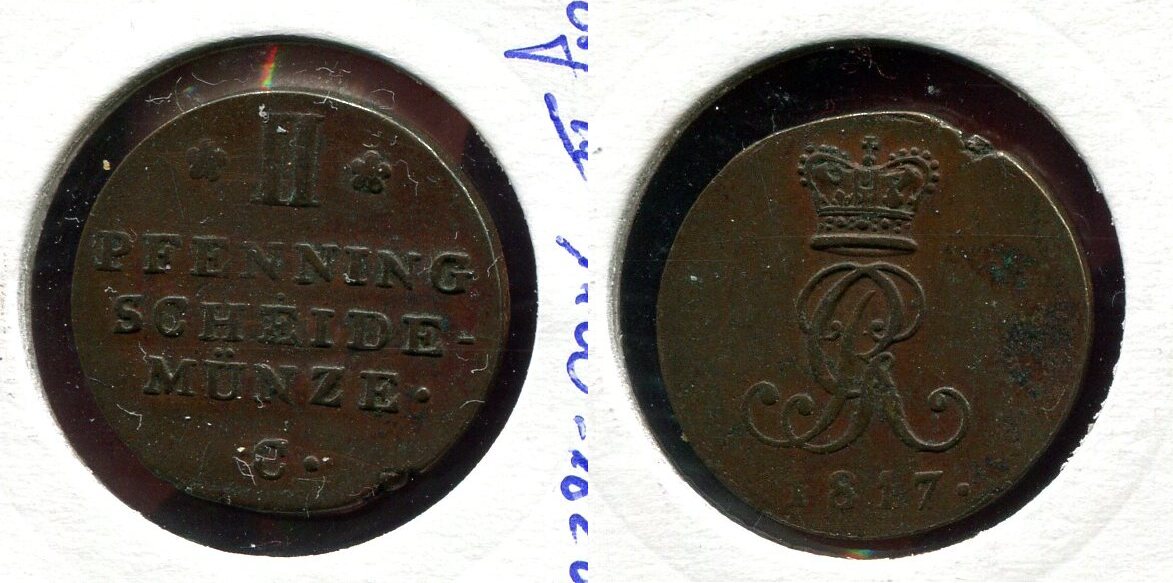 II
PFENNING
SCHEIDE-
MÜNZE.
C.
GR
1817.